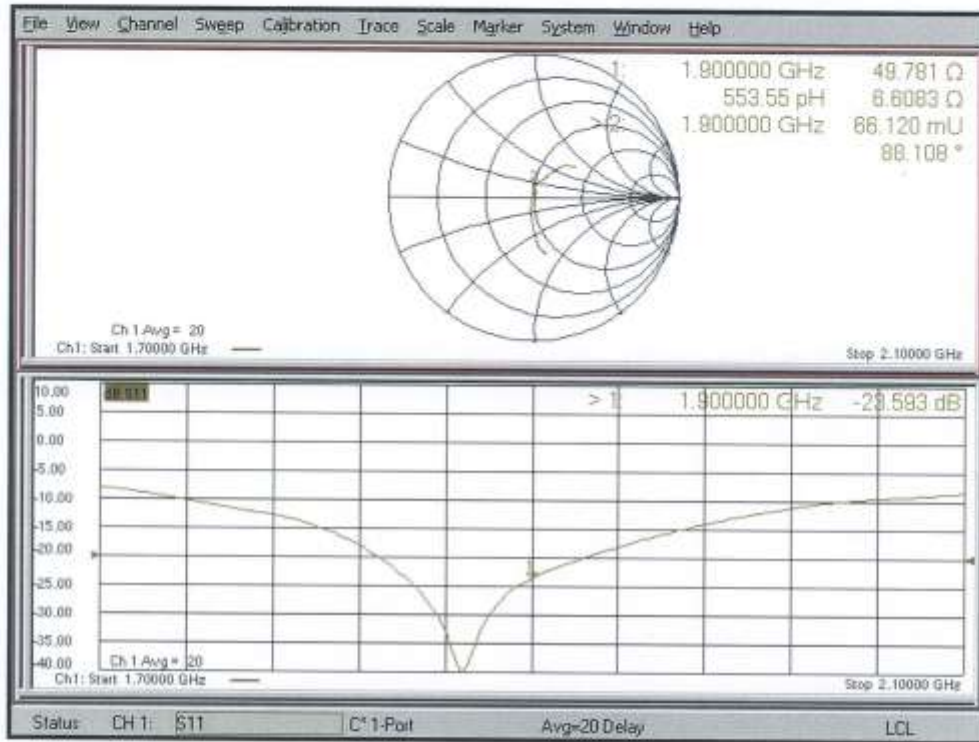 File View Channel Sweep Calibration Trace Scale Marker System Window Help
1: 1.900000 GHz 49.781 Ω
553.55 pH 6.6083 Ω
> 2: 1.900000 GHz 66.120 mU
88.108 °
Ch 1 Avg = 20
Ch1: Start 1.70000 GHz
Stop 2.10000 GHz
10.00
5.00
0.00
-5.00
-10.00
-15.00
-20.00
-25.00
-30.00
-35.00
-40.00
dB S11
> 1: 1.900000 GHz -23.593 dB
1
Ch 1 Avg = 20
Ch1: Start 1.70000 GHz
Stop 2.10000 GHz
Status CH 1: S11 C* 1-Port Avg=20 Delay LCL